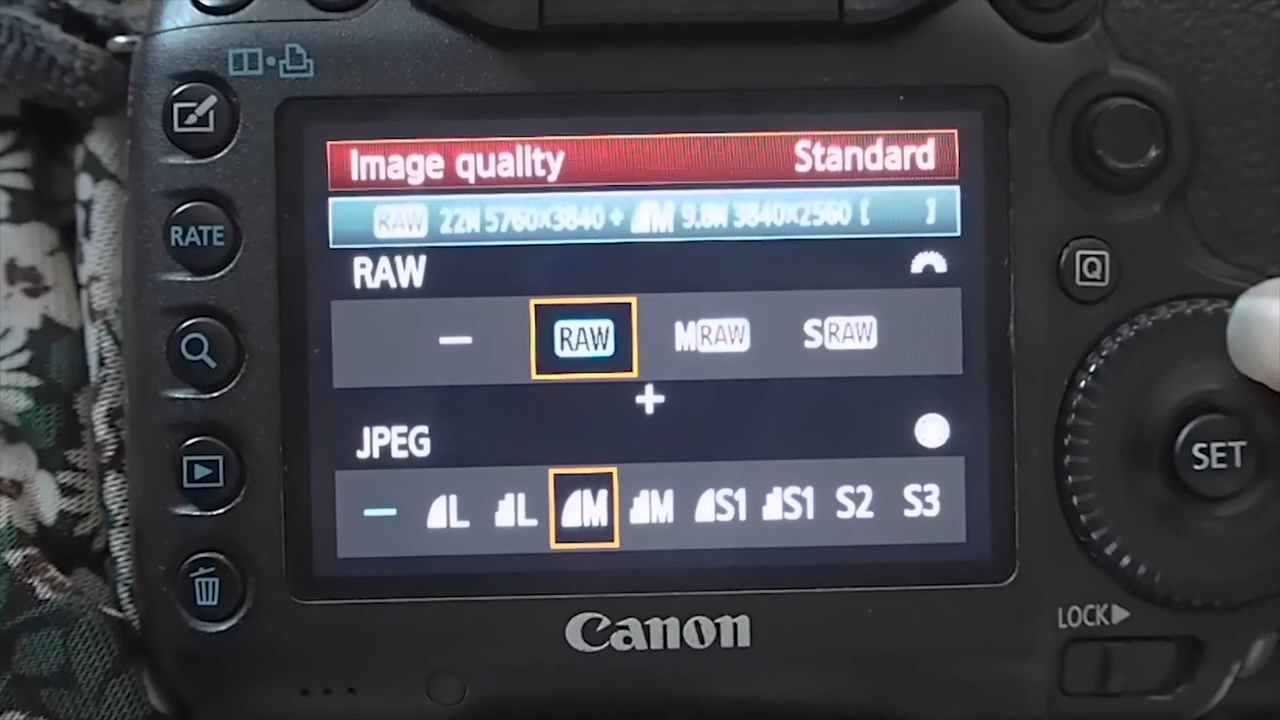 Image quality Standard
RAW 22M 5760x3840 + M 9.8M 3840x2560 [ ]
RATE
RAW
Q
— RAW MRAW SRAW
+
JPEG
SET
— L L M M S1 S1 S2 S3
LOCK▶
Canon